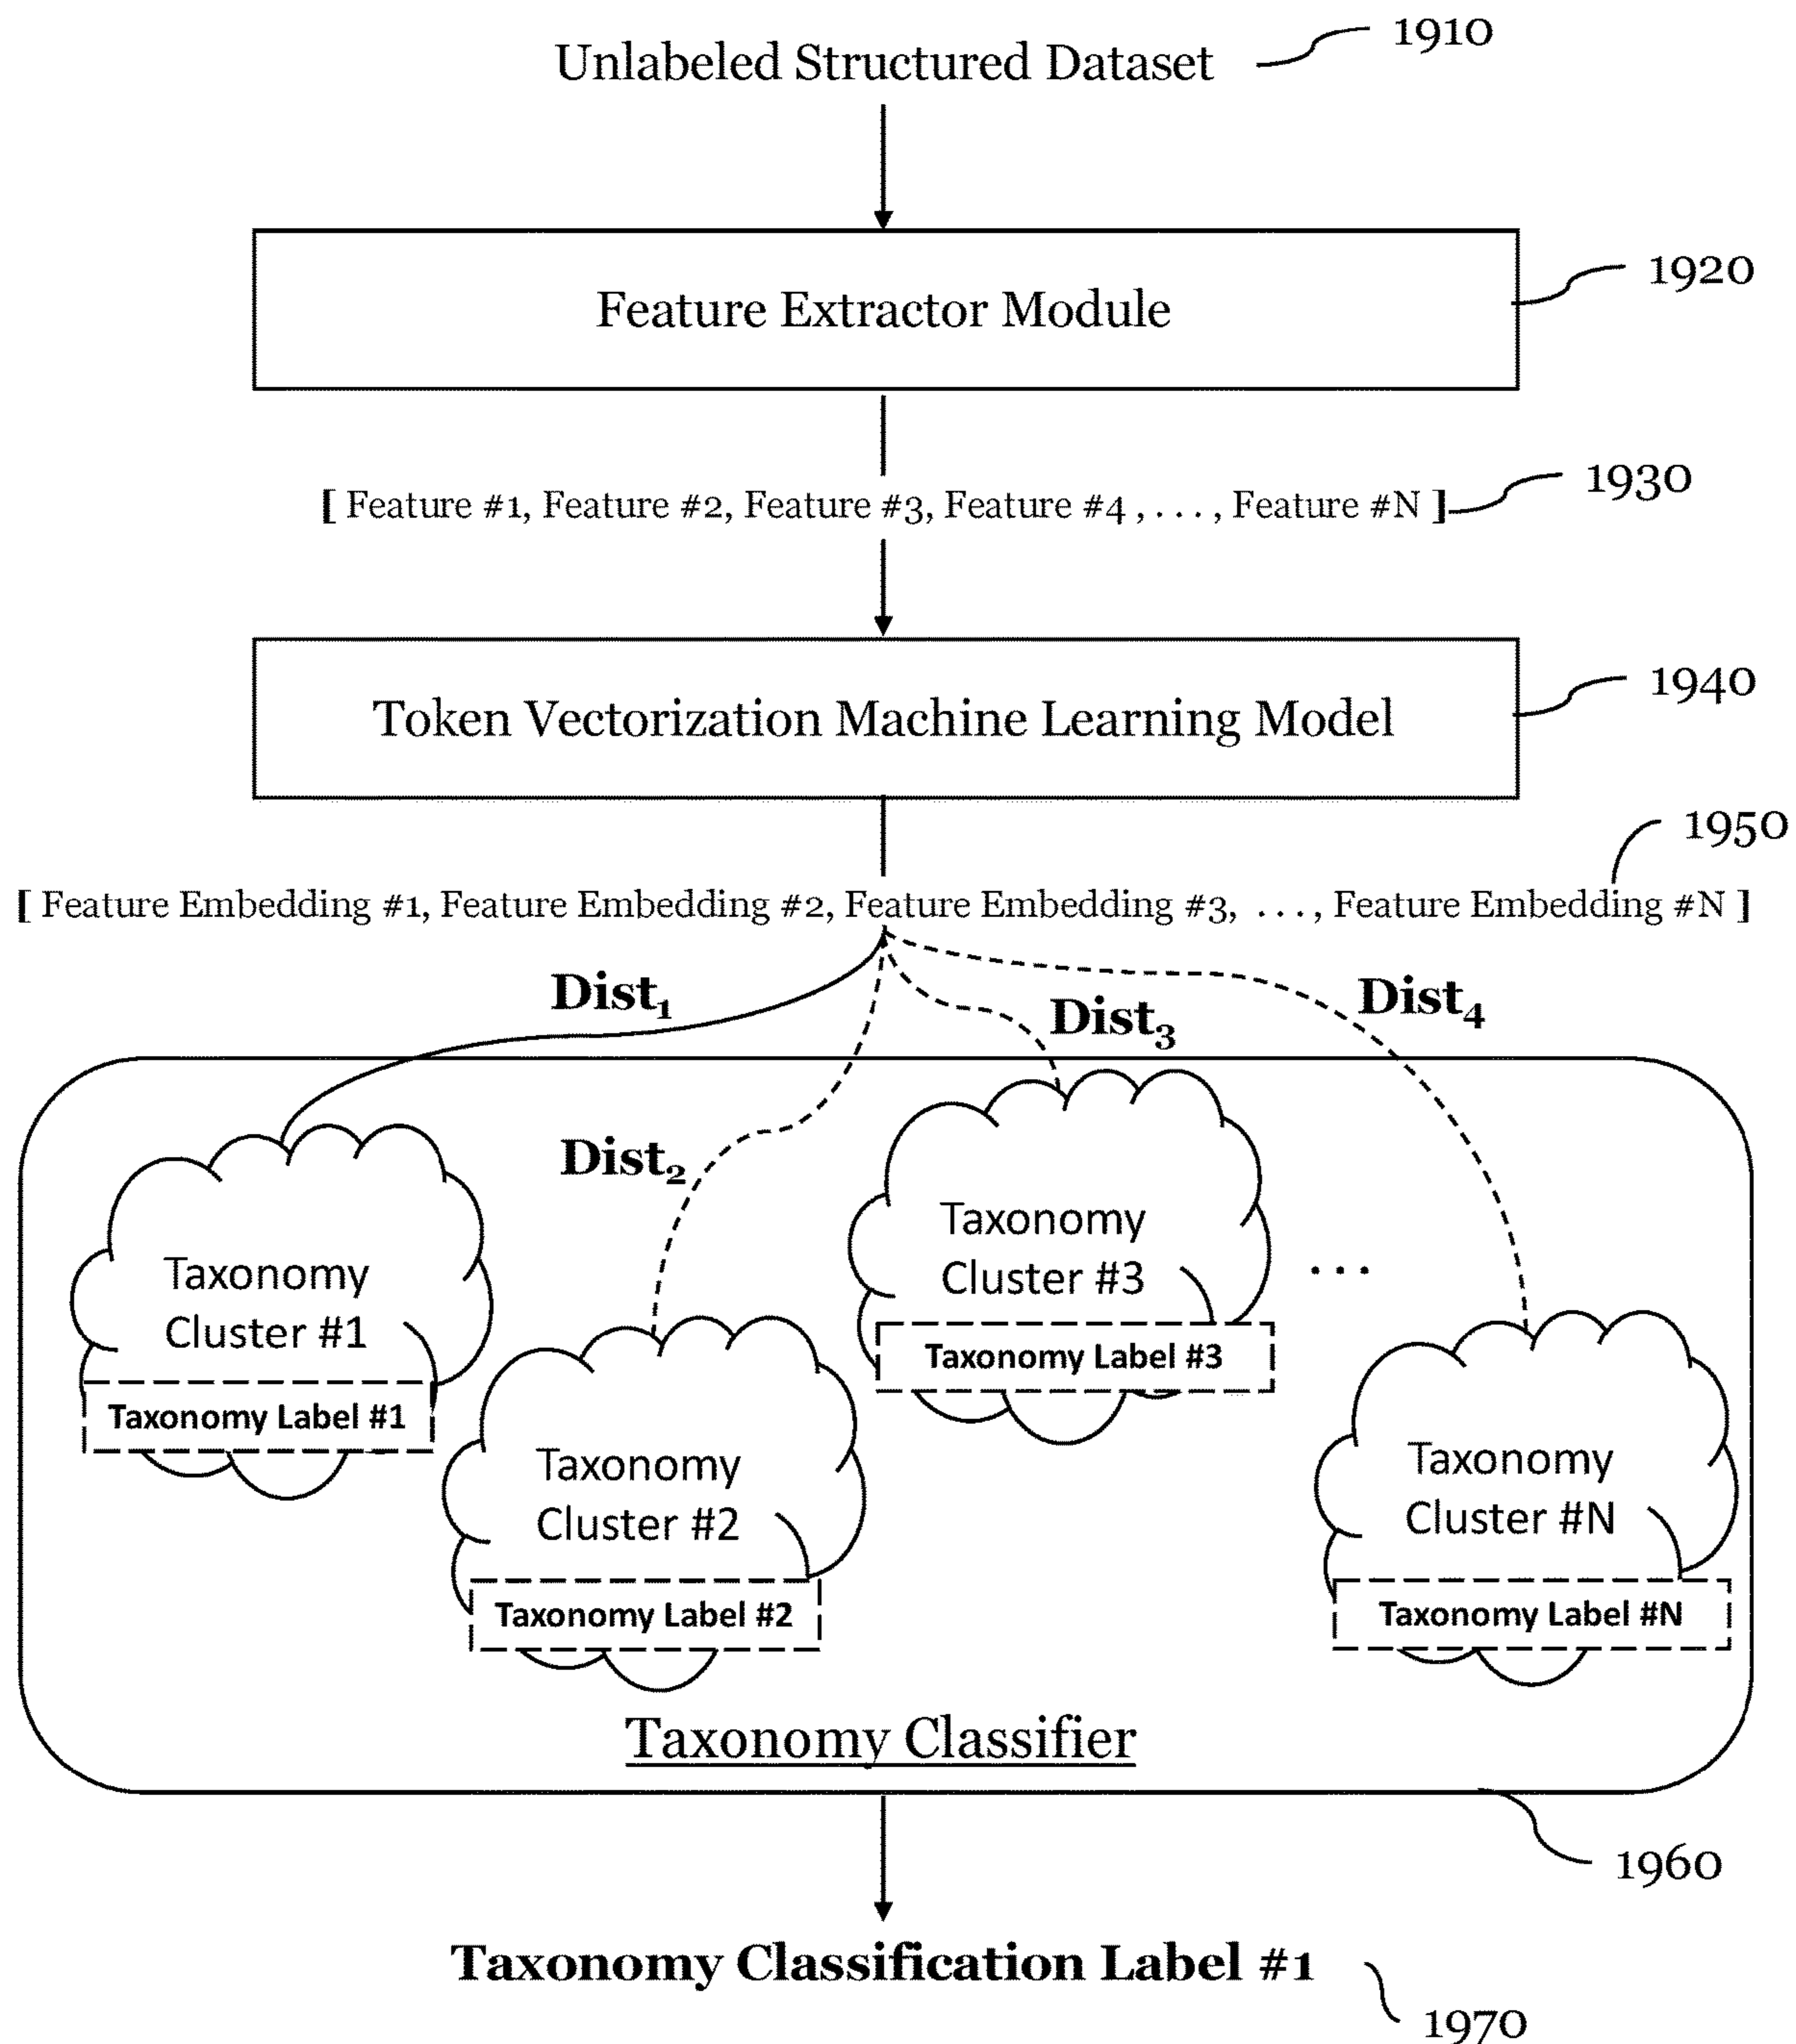 1910
Unlabeled Structured Dataset
1920
Feature Extractor Module
1930
[ Feature #1, Feature #2, Feature #3, Feature #4 , . . . , Feature #N ]
1940
Token Vectorization Machine Learning Model
1950
[ Feature Embedding #1, Feature Embedding #2, Feature Embedding #3, . . . , Feature Embedding #N ]
Dist₁
Dist₃
Dist₄
Dist₂
Taxonomy
Cluster #1
Taxonomy Label #1
Taxonomy
Cluster #2
Taxonomy Label #2
Taxonomy
Cluster #3
Taxonomy Label #3
...
Taxonomy
Cluster #N
Taxonomy Label #N
Taxonomy Classifier
1960
Taxonomy Classification Label #1
1970